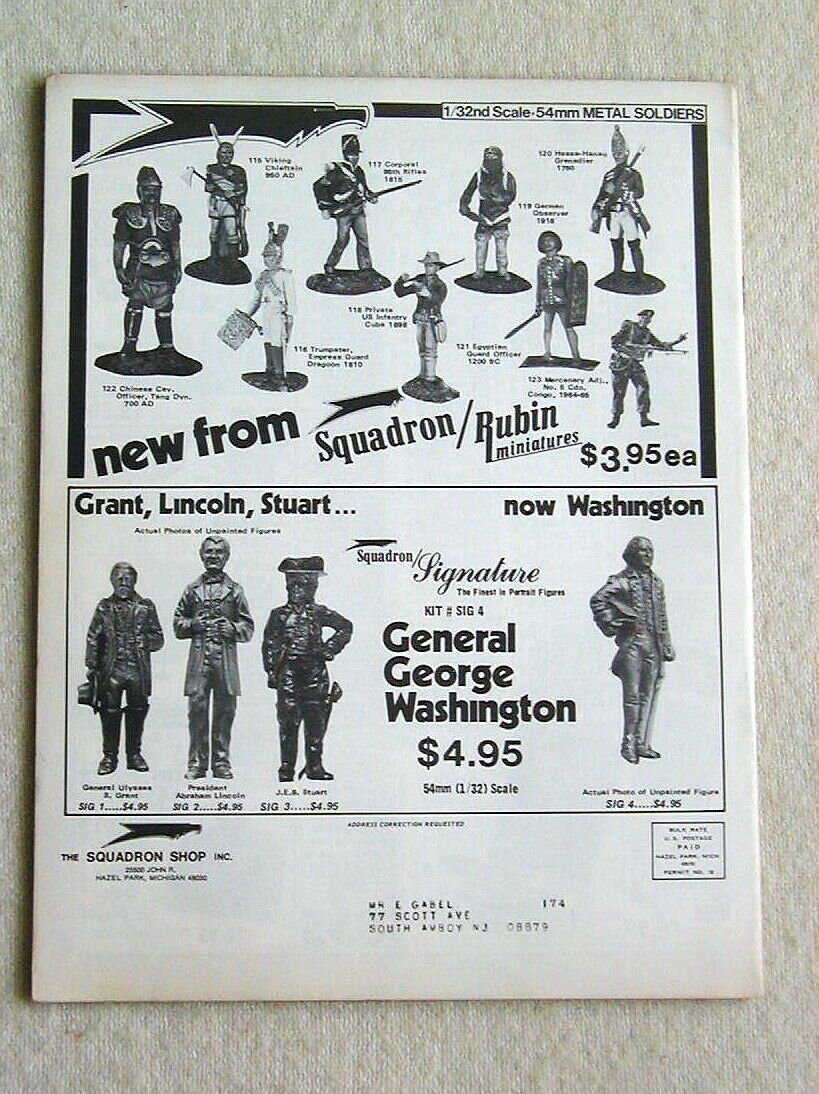 1/32nd Scale-54mm METAL SOLDIERS
115 Viking
Chieftain
950 AD
117 Corporal
95th Rifles
1815
120 Hesse-Hanau
Grenadier
1780
119 German
Observer
1918
118 Private
US Infantry
Cuba 1898
116 Trumpeter,
Empress Guard
Dragoon 1810
121 Egyptian
Guard Officer
1200 BC
122 Chinese Cav.
Officer, Tang Dyn.
700 AD
123 Mercenary Adj.,
No. 5 Cdo.
Congo, 1964-65
new from Squadron/Rubin
miniatures
$3.95ea
Grant, Lincoln, Stuart... now Washington
Actual Photos of Unpainted Figures
Squadron/Signature
The Finest in Portrait Figures
KIT # SIG 4
General
George
Washington
$4.95
54mm (1/32) Scale
General Ulysses
S. Grant
SIG 1.....$4.95
President
Abraham Lincoln
SIG 2.....$4.95
J.E.B. Stuart
SIG 3.....$4.95
Actual Photo of Unpainted Figure
SIG 4.....$4.95
ADDRESS CORRECTION REQUESTED
THE SQUADRON SHOP INC.
23500 JOHN R.
HAZEL PARK, MICHIGAN 48030
BULK RATE
U.S. POSTAGE
PAID
HAZEL PARK, MICH
PERMIT NO.
MR E GABEL 174
77 SCOTT AVE
SOUTH AMBOY NJ 08879